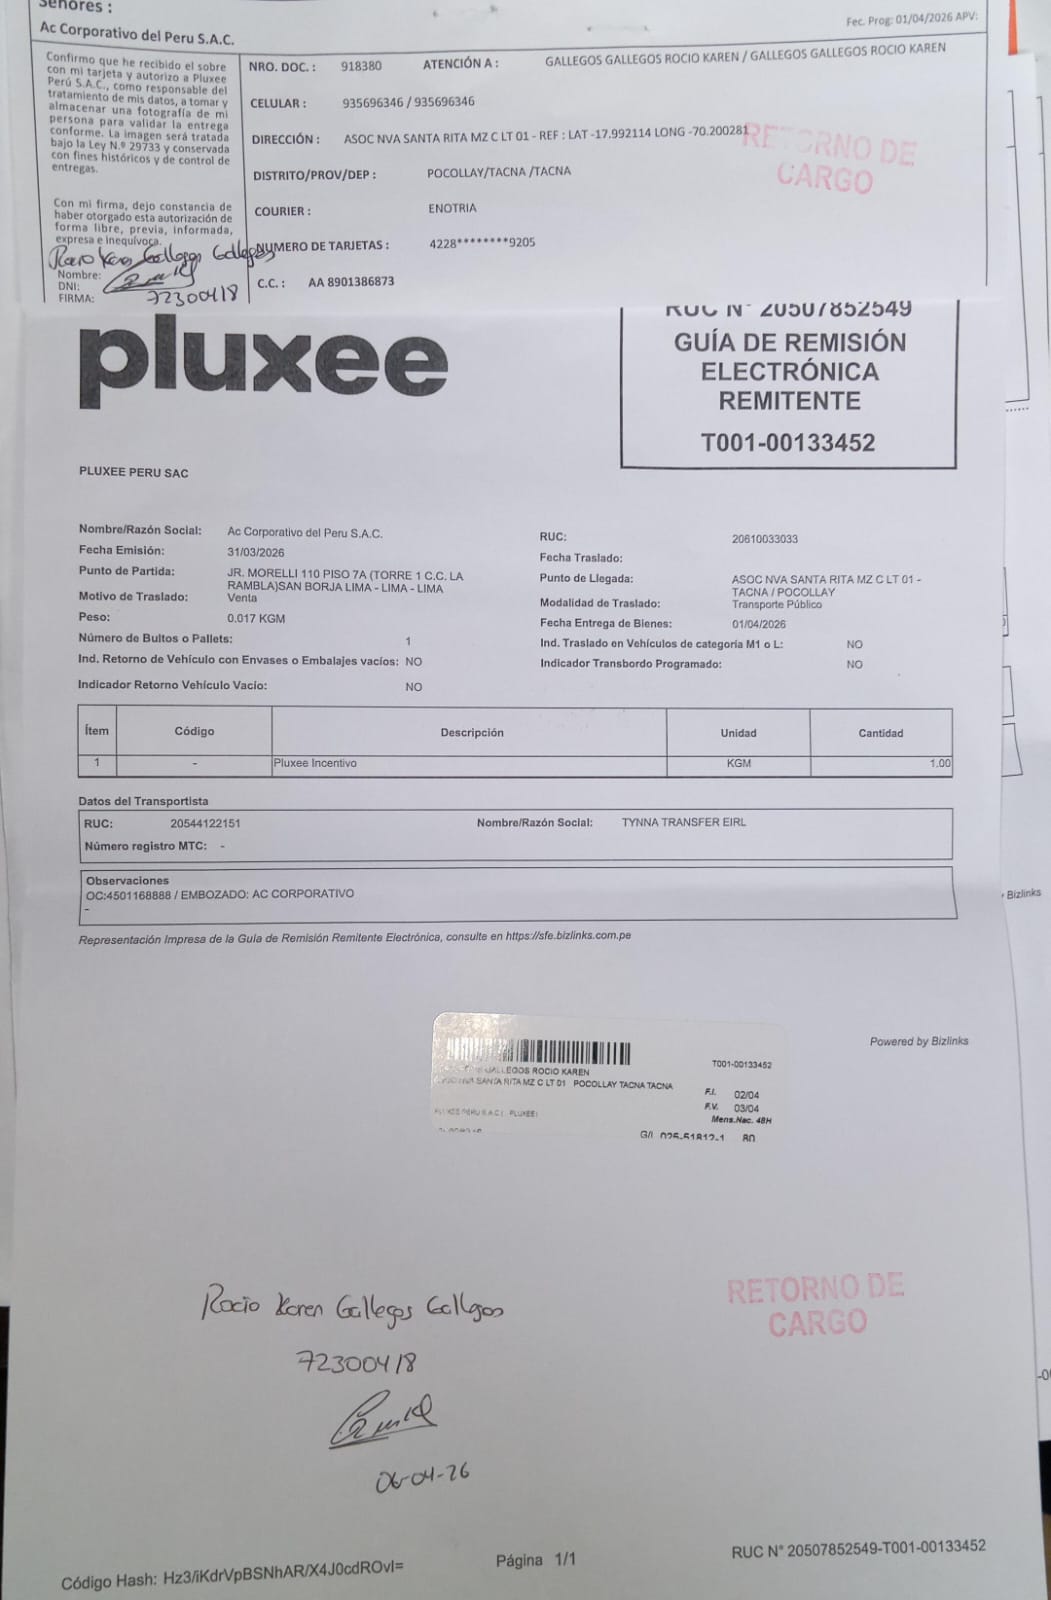 Señores :
Ac Corporativo del Peru S.A.C.
Fec. Prog: 01/04/2026 APV:
Confirmo que he recibido el sobre
con mi tarjeta y autorizo a Pluxee
Perú S.A.C., como responsable del
tratamiento de mis datos, a tomar y
almacenar una fotografía de mi
persona para validar la entrega
conforme. La imagen será tratada
bajo la Ley N.º 29733 y conservada
con fines históricos y de control de
entregas.
Con mi firma, dejo constancia de
haber otorgado esta autorización de
forma libre, previa, informada,
expresa e inequívoca.
Rocio Karen Gallegos Gallegos
Nombre:
DNI:
FIRMA: 72300418
NRO. DOC. : 918380 ATENCIÓN A : GALLEGOS GALLEGOS ROCIO KAREN / GALLEGOS GALLEGOS ROCIO KAREN
CELULAR : 935696346 / 935696346
DIRECCIÓN : ASOC NVA SANTA RITA MZ C LT 01 - REF : LAT -17.992114 LONG -70.200281
RETORNO DE
CARGO
DISTRITO/PROV/DEP : POCOLLAY/TACNA /TACNA
COURIER : ENOTRIA
NUMERO DE TARJETAS : 4228********9205
C.C. : AA 8901386873
pluxee
RUC N° 20507852549
GUÍA DE REMISIÓN
ELECTRÓNICA
REMITENTE
T001-00133452
PLUXEE PERU SAC
Nombre/Razón Social: Ac Corporativo del Peru S.A.C.
RUC: 20610033033
Fecha Emisión: 31/03/2026
Fecha Traslado:
Punto de Partida: JR. MORELLI 110 PISO 7A (TORRE 1 C.C. LA
RAMBLA)SAN BORJA LIMA - LIMA - LIMA
Punto de Llegada: ASOC NVA SANTA RITA MZ C LT 01 -
TACNA / POCOLLAY
Motivo de Traslado: Venta
Modalidad de Traslado: Transporte Público
Peso: 0.017 KGM
Fecha Entrega de Bienes: 01/04/2026
Número de Bultos o Pallets: 1
Ind. Traslado en Vehículos de categoría M1 o L: NO
Ind. Retorno de Vehículo con Envases o Embalajes vacíos: NO
Indicador Transbordo Programado: NO
Indicador Retorno Vehículo Vacío: NO
Ítem Código Descripción Unidad Cantidad
1 - Pluxee Incentivo KGM 1.00
Datos del Transportista
RUC: 20544122151 Nombre/Razón Social: TYNNA TRANSFER EIRL
Número registro MTC: -
Observaciones
OC:4501168888 / EMBOZADO: AC CORPORATIVO
-
Representación Impresa de la Guía de Remisión Remitente Electrónica, consulte en https://sfe.bizlinks.com.pe
Bizlinks
Powered by Bizlinks
T001-00133452
GALLEGOS ROCIO KAREN
SANTA RITA MZ C LT 01 POCOLLAY TACNA TACNA
F.I. 02/04
F.V. 03/04
PLUXEE PERU S.A.C ( PLUXEE)
Mens.Nac. 48H
G/L 025-51812-1 80
RETORNO DE
CARGO
Rocio Karen Gallegos Gallegos
72300418
06-04-26
Código Hash: Hz3/iKdrVpBSNhAR/X4J0cdROvI=
Página 1/1
RUC N° 20507852549-T001-00133452